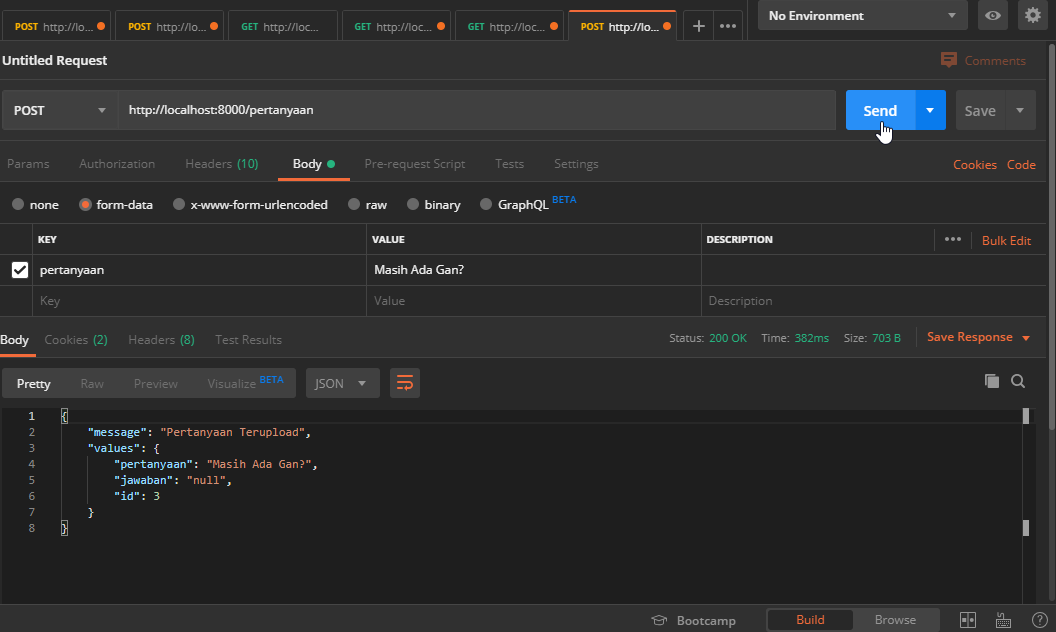 POST http://lo... POST http://lo... GET http://loc... GET http://loc... GET http://loc... POST http://lo... + ••• No Environment
Untitled Request Comments
POST http://localhost:8000/pertanyaan Send Save
Params Authorization Headers (10) Body Pre-request Script Tests Settings Cookies Code
none form-data x-www-form-urlencoded raw binary GraphQL BETA
KEY VALUE DESCRIPTION ••• Bulk Edit
pertanyaan Masih Ada Gan?
Key Value Description
Body Cookies (2) Headers (8) Test Results Status: 200 OK Time: 382ms Size: 703 B Save Response
Pretty Raw Preview Visualize BETA JSON
1 {
2 "message": "Pertanyaan Terupload",
3 "values": {
4 "pertanyaan": "Masih Ada Gan?",
5 "jawaban": "null",
6 "id": 3
7 }
8 }
Bootcamp Build Browse ?